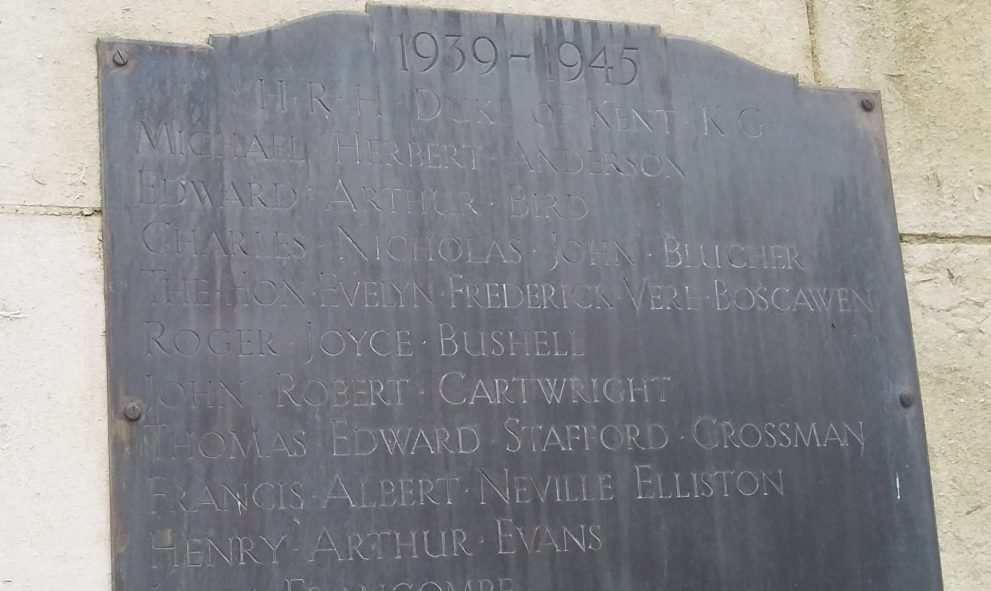 1939-1945
H·R·H·DUKE OF KENT·K·G·
MICHAEL·HERBERT·ANDERSON
EDWARD·ARTHUR·BIRD
CHARLES·NICHOLAS·JOHN·BLUCHER
THE·HON·EVELYN·FREDERICK·VERE·BOSCAWEN
ROGER·JOYCE·BUSHELL
JOHN·ROBERT·CARTWRIGHT
THOMAS·EDWARD·STAFFORD·CROSSMAN
FRANCIS·ALBERT·NEVILLE·ELLISTON
HENRY·ARTHUR·EVANS
FRANCOMBE